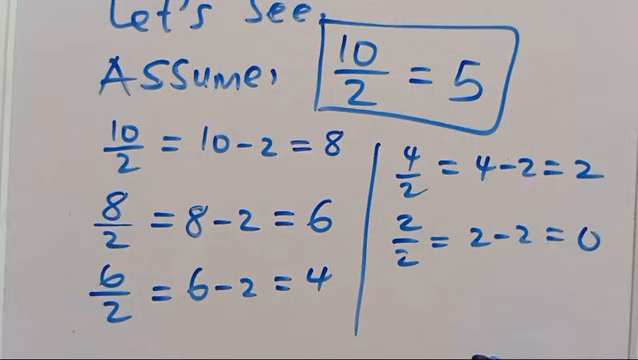 Let's see,
Assume, 10/2 = 5
10/2 = 10-2 = 8
8/2 = 8-2 = 6
6/2 = 6-2 = 4
4/2 = 4-2 = 2
2/2 = 2-2 = 0